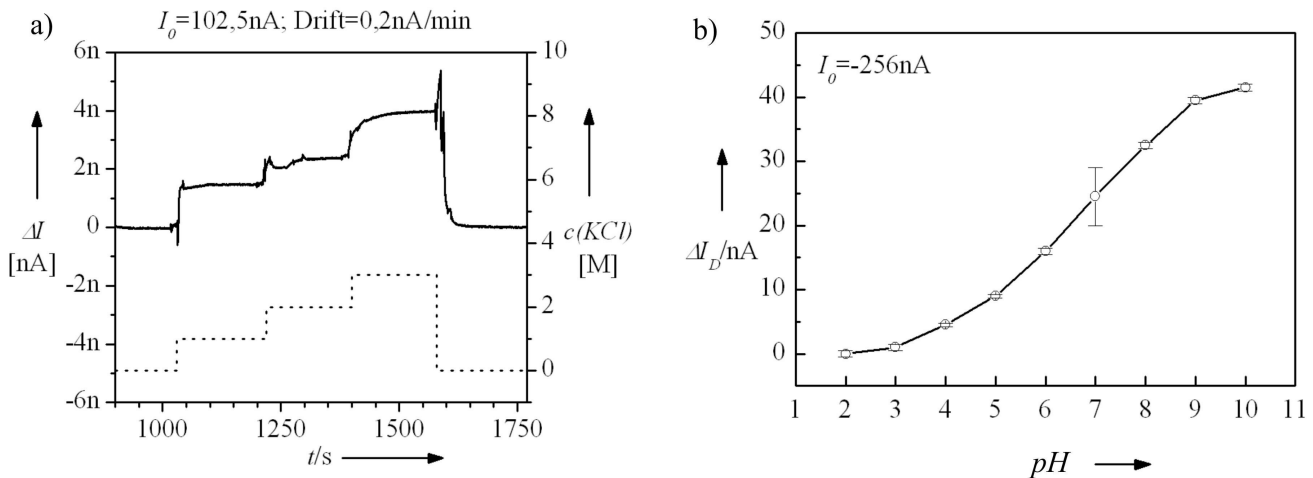 a)
I₀=102,5nA; Drift=0,2nA/min
6n
4n
2n
0
-2n
-4n
6n
ΔI
[nA]
10
8
6
4
2
0
c(KCl)
[M]
1000 1250 1500 1750
t/s
b)
I₀=-256nA
50
40
30
20
10
0
ΔI_D/nA
1 2 3 4 5 6 7 8 9 10 11
pH